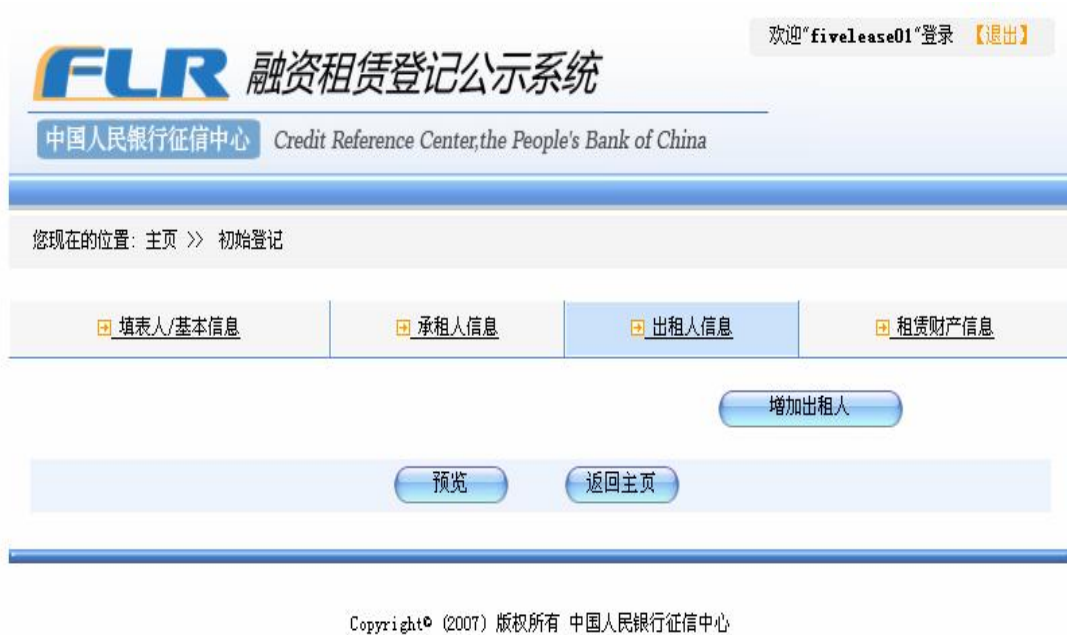 欢迎"fivelease01"登录 【退出】
FLR 融资租赁登记公示系统
中国人民银行征信中心 Credit Reference Center,the People's Bank of China
您现在的位置: 主页 >> 初始登记
填表人/基本信息 承租人信息 出租人信息 租赁财产信息
增加出租人
预览 返回主页
Copyright© (2007) 版权所有 中国人民银行征信中心